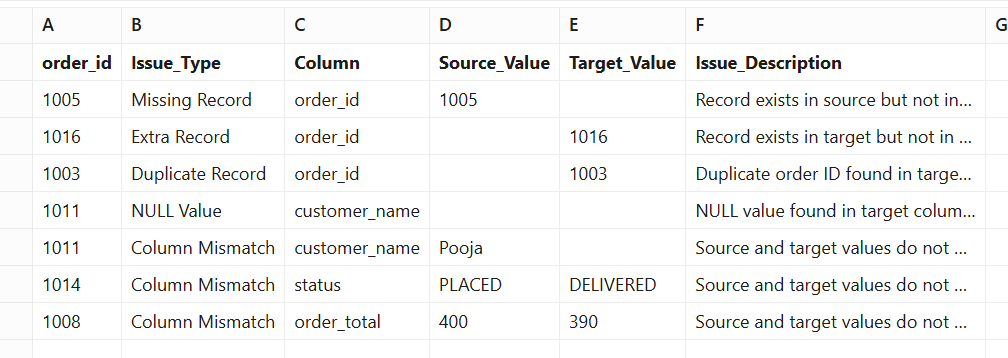 A B C D E F G
order_id Issue_Type Column Source_Value Target_Value Issue_Description
1005 Missing Record order_id 1005 Record exists in source but not in...
1016 Extra Record order_id 1016 Record exists in target but not in ...
1003 Duplicate Record order_id 1003 Duplicate order ID found in targe...
1011 NULL Value customer_name NULL value found in target colum...
1011 Column Mismatch customer_name Pooja Source and target values do not ...
1014 Column Mismatch status PLACED DELIVERED Source and target values do not ...
1008 Column Mismatch order_total 400 390 Source and target values do not ...